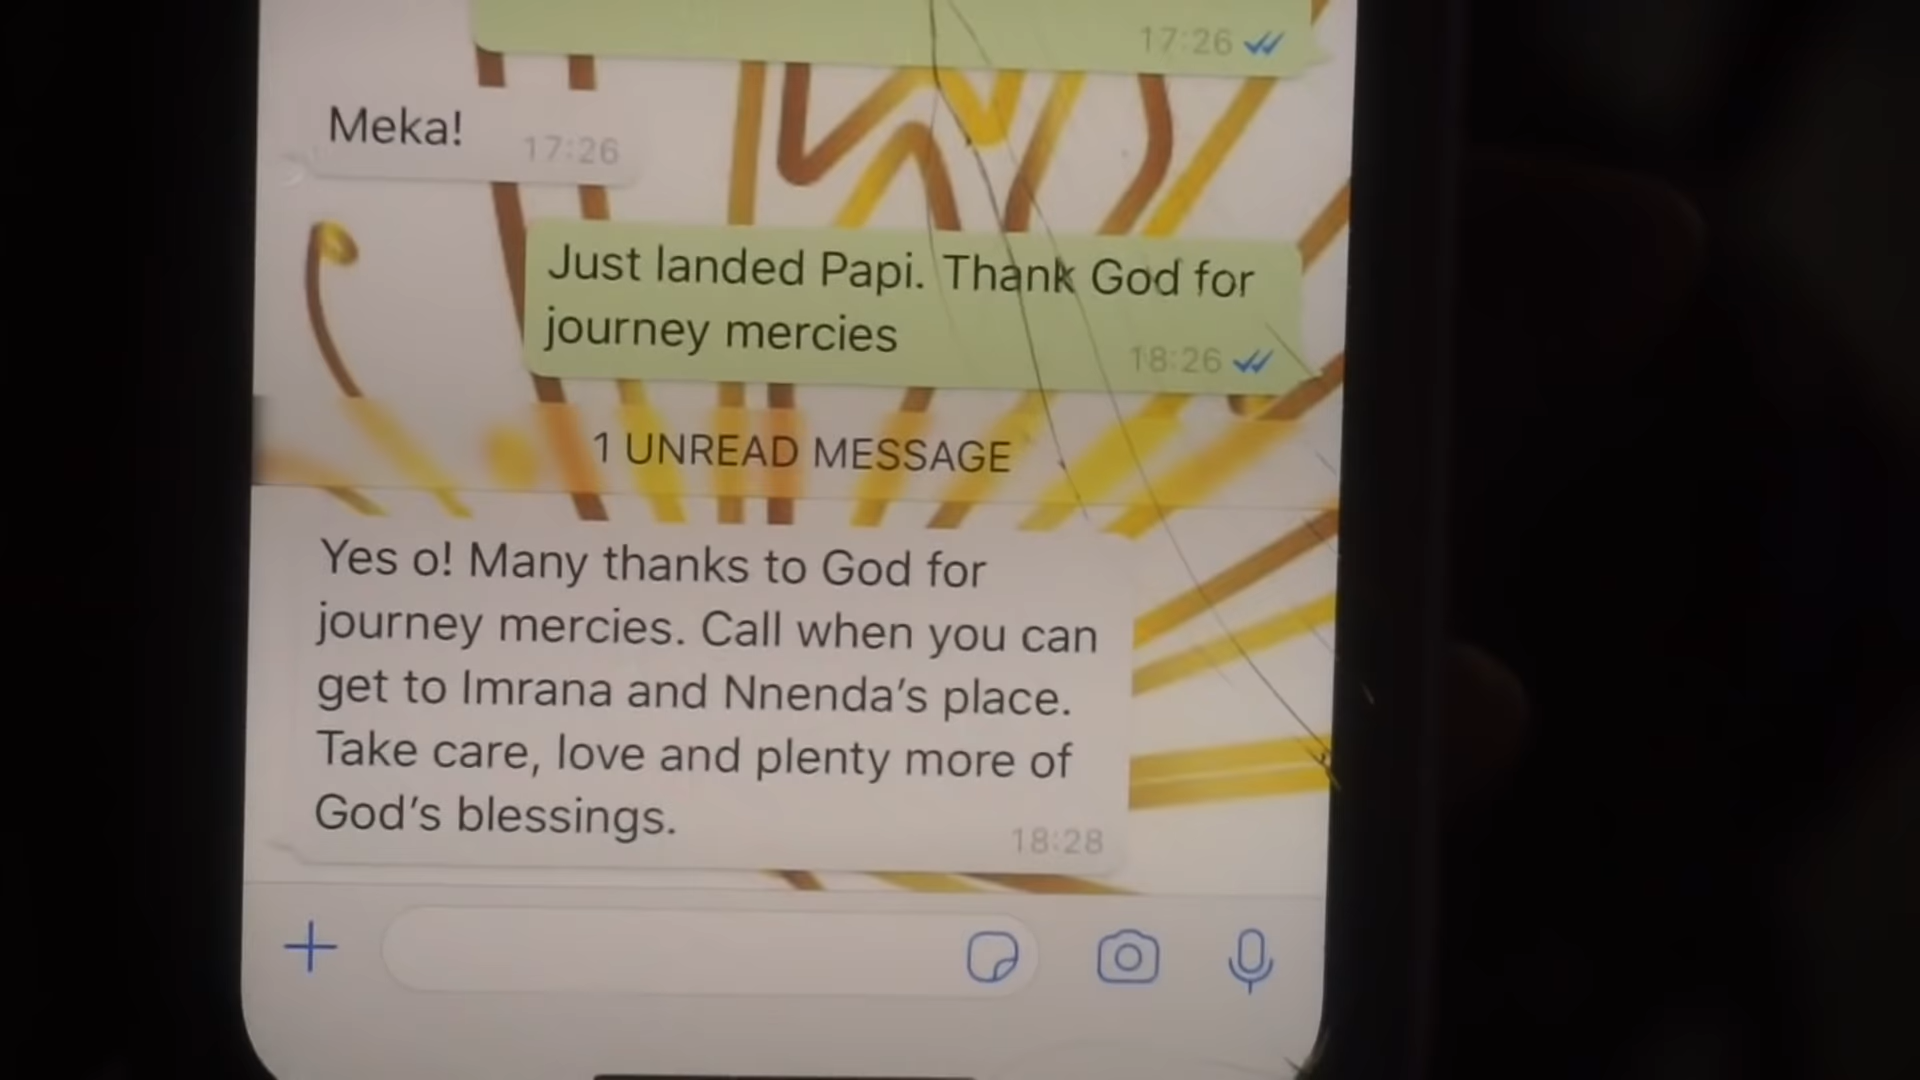 17:26
Meka!
17:26
Just landed Papi. Thank God for
journey mercies
18:26
1 UNREAD MESSAGE
Yes o! Many thanks to God for
journey mercies. Call when you can
get to Imrana and Nnenda’s place.
Take care, love and plenty more of
God’s blessings.
18:28